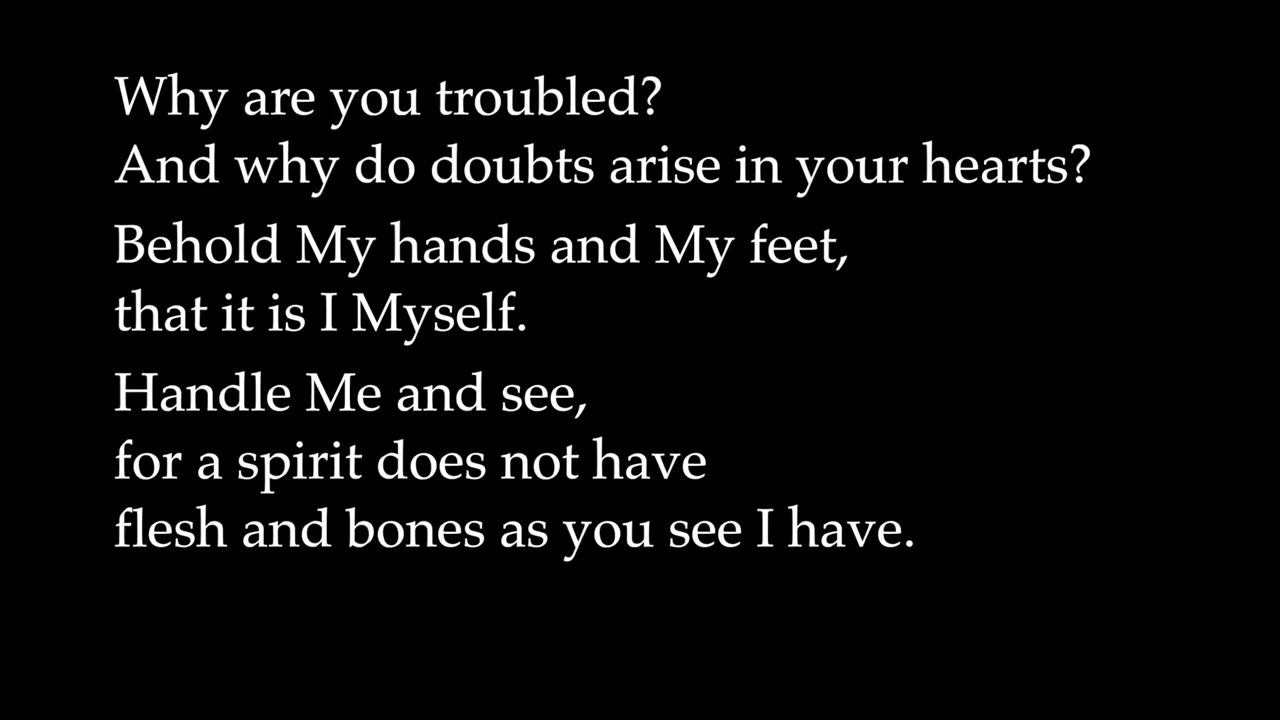 Why are you troubled?
And why do doubts arise in your hearts?
Behold My hands and My feet,
that it is I Myself.
Handle Me and see,
for a spirit does not have
flesh and bones as you see I have.